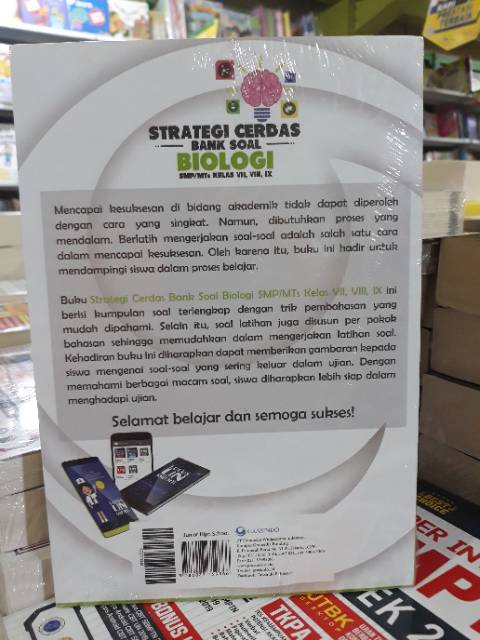 STRATEGI CERDAS
BANK SOAL
BIOLOGI
SMP/MTs KELAS VII, VIII, IX
Mencapai kesuksesan di bidang akademik tidak dapat diperoleh
dengan cara yang singkat. Namun, dibutuhkan proses yang
mendalam. Berlatih mengerjakan soal-soal adalah salah satu cara
dalam mencapai kesuksesan. Oleh karena itu, buku ini hadir untuk
mendampingi siswa dalam proses belajar.
Buku Strategi Cerdas Bank Soal Biologi SMP/MTs Kelas VII, VIII, IX ini
berisi kumpulan soal terlengkap dengan trik pembahasan yang
mudah dipahami. Selain itu, soal latihan juga disusun per pokok
bahasan sehingga memudahkan dalam mengerjakan latihan soal.
Kehadiran buku ini diharapkan dapat memberikan gambaran kepada
siswa mengenai soal-soal yang sering keluar dalam ujian. Dengan
memahami berbagai macam soal, siswa diharapkan lebih siap dalam
menghadapi ujian.
Selamat belajar dan semoga sukses!
Junior High School
PER IN
UTBK
TKPA
BONUS